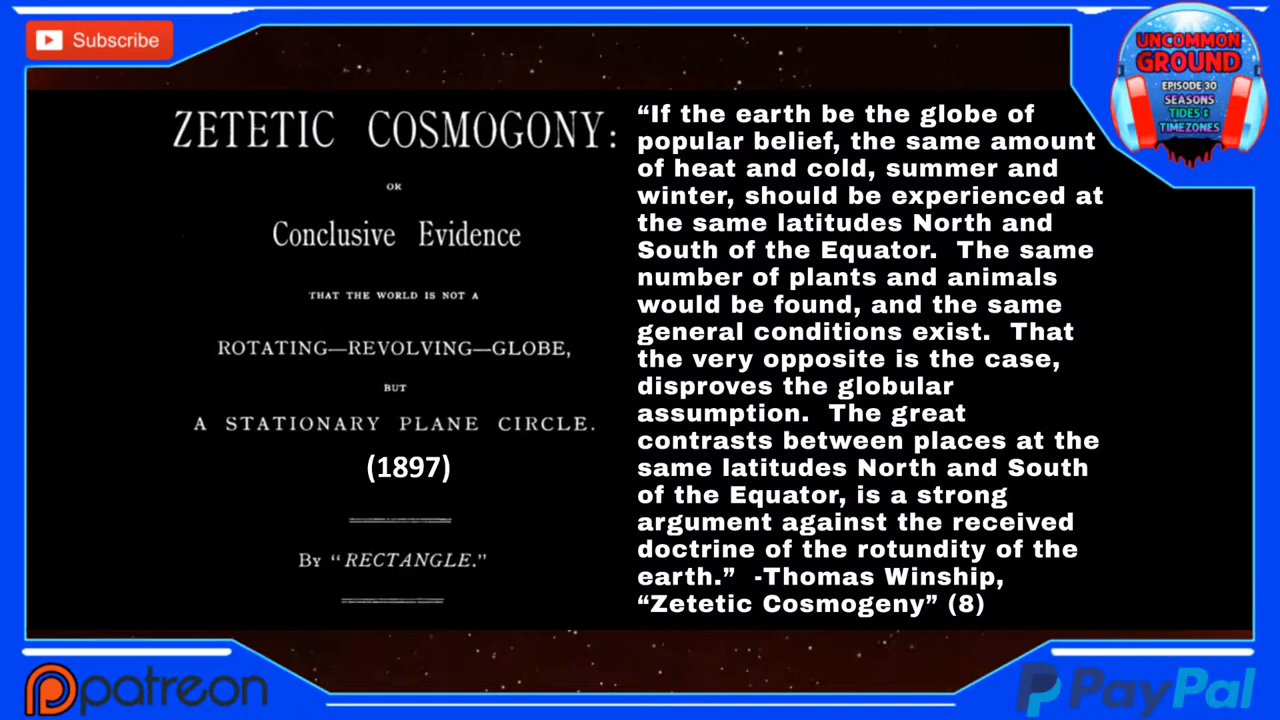 Subscribe
UNCOMMON
GROUND
EPISODE 30
SEASONS
TIDES &
TIMEZONES
ZETETIC COSMOGONY:
OR
Conclusive Evidence
THAT THE WORLD IS NOT A
ROTATING—REVOLVING—GLOBE,
BUT
A STATIONARY PLANE CIRCLE.
(1897)
By "RECTANGLE."
“If the earth be the globe of
popular belief, the same amount
of heat and cold, summer and
winter, should be experienced at
the same latitudes North and
South of the Equator.  The same
number of plants and animals
would be found, and the same
general conditions exist.  That
the very opposite is the case,
disproves the globular
assumption.  The great
contrasts between places at the
same latitudes North and South
of the Equator, is a strong
argument against the received
doctrine of the rotundity of the
earth.”  -Thomas Winship,
“Zetetic Cosmogeny” (8)
patreon
PayPal